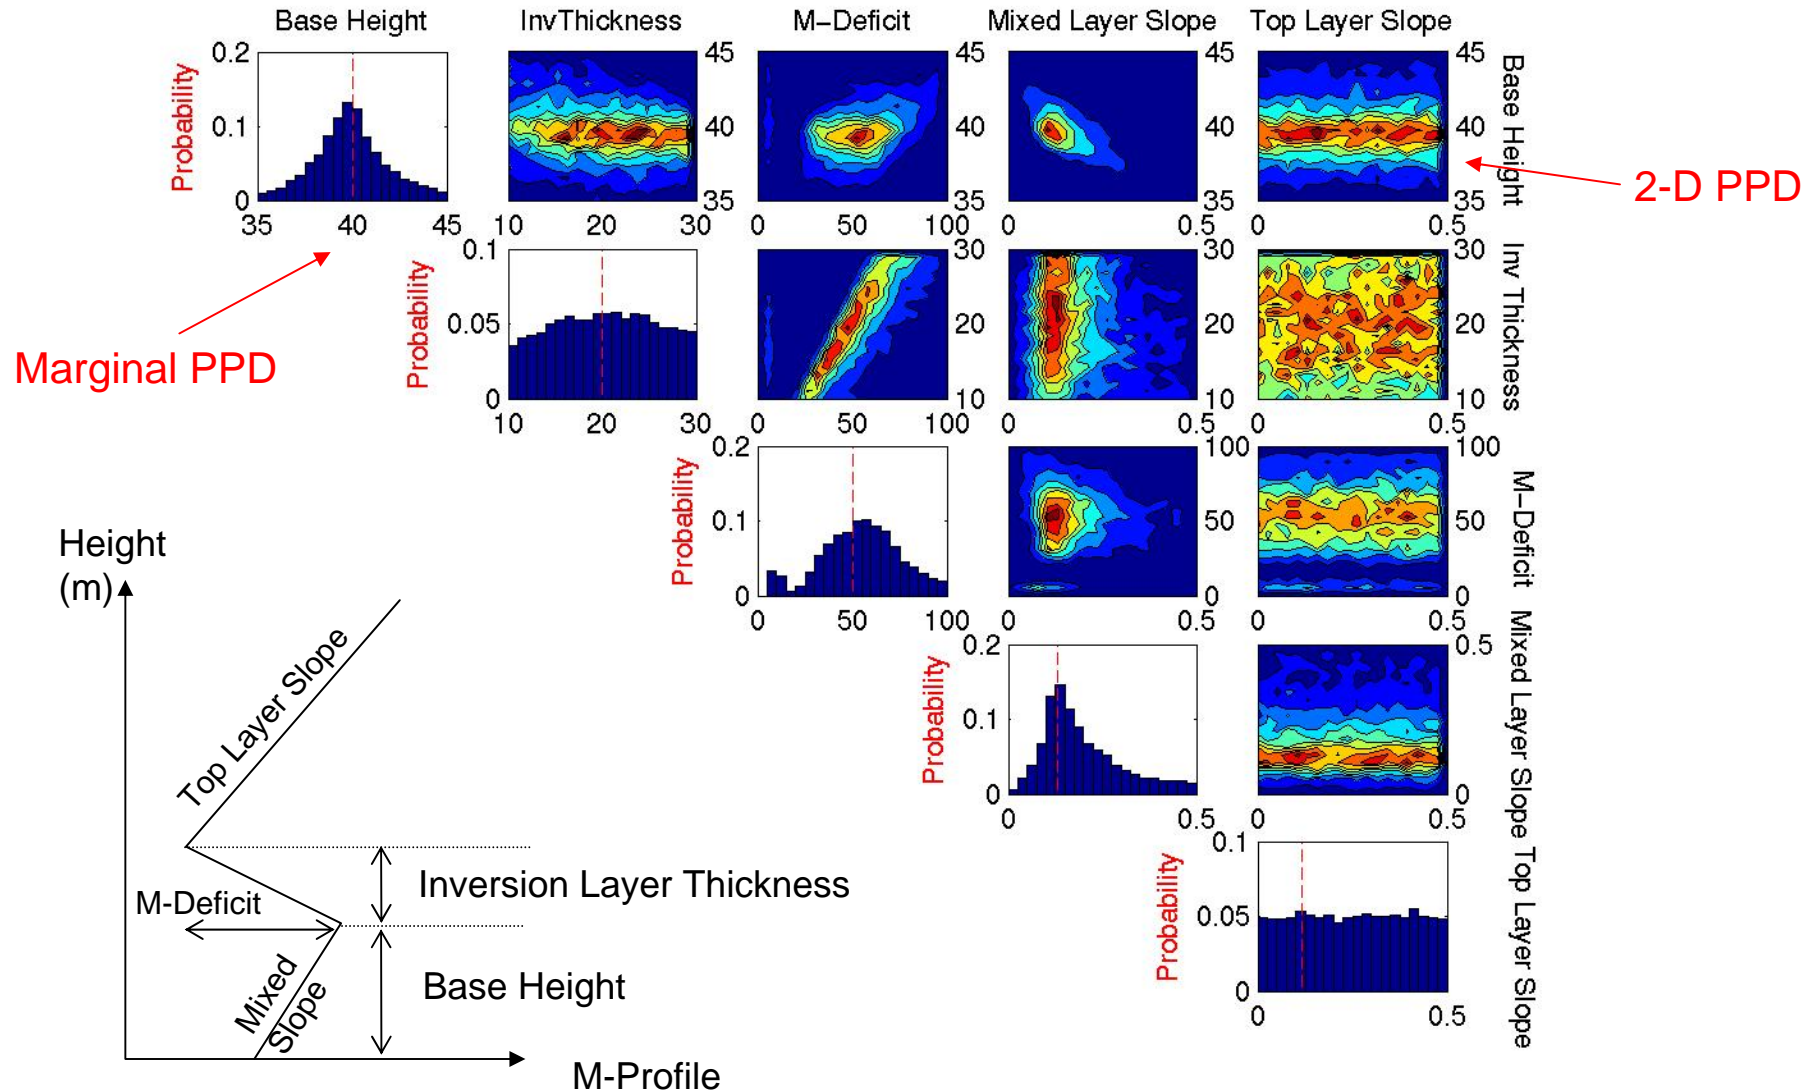 Base Height
InvThickness
M-Deficit
Mixed Layer Slope
Top Layer Slope
Probability
0.2
0.1
0
35
40
45
10
20
30
45
40
35
0
50
100
45
40
35
0
0.5
45
40
35
0
0.5
45
40
35
Base Height
2-D PPD
Marginal PPD
Probability
0.1
0.05
0
10
20
30
30
20
10
0
0.5
30
20
10
0
0.5
30
20
10
Inv Thickness
Probability
0.2
0.1
0
0
50
100
0
0.5
100
50
0
0
0.5
100
50
0
M-Deficit
Probability
0.2
0.1
0
0
0.5
0
0.5
0.5
0
Mixed Layer Slope
Probability
0.1
0.05
0
0
0.5
Top Layer Slope
Height
(m)
Top Layer Slope
M-Deficit
Inversion Layer Thickness
Mixed
Slope
Base Height
M-Profile